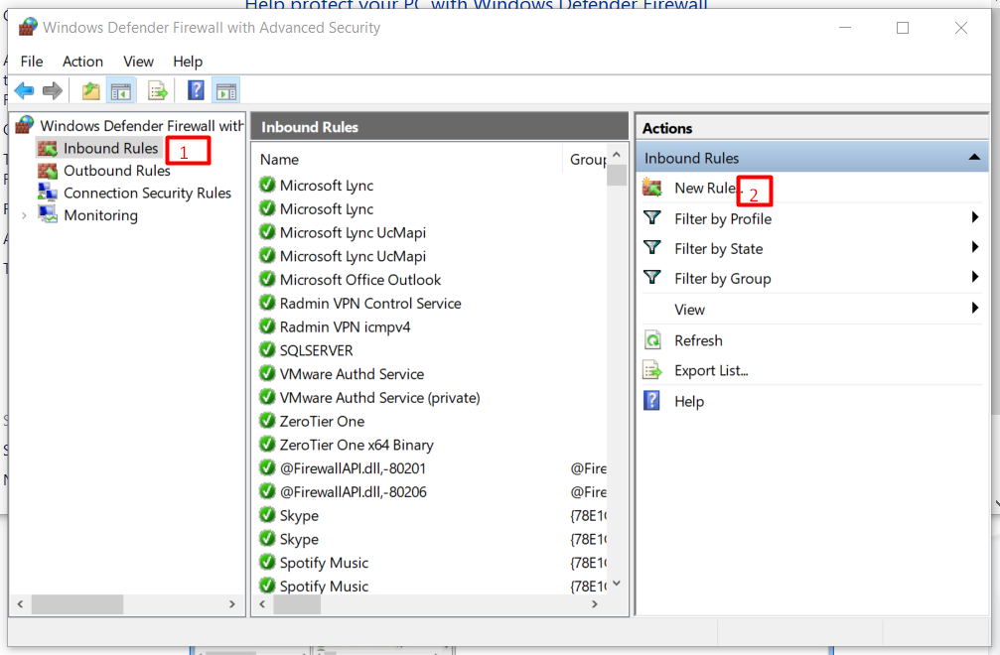 Help protect your PC with Windows Defender Firewall
Windows Defender Firewall with Advanced Security
File Action View Help
Windows Defender Firewall with
Inbound Rules
1
Outbound Rules
Connection Security Rules
Monitoring
Inbound Rules
Name Group
Microsoft Lync
Microsoft Lync
Microsoft Lync UcMapi
Microsoft Lync UcMapi
Microsoft Office Outlook
Radmin VPN Control Service
Radmin VPN icmpv4
SQLSERVER
VMware Authd Service
VMware Authd Service (private)
ZeroTier One
ZeroTier One x64 Binary
@FirewallAPI.dll,-80201 @Fire
@FirewallAPI.dll,-80206 @Fire
Skype {78E1
Skype {78E1
Spotify Music {78E1
Spotify Music {78E1
Actions
Inbound Rules
New Rule..
2
Filter by Profile
Filter by State
Filter by Group
View
Refresh
Export List...
Help